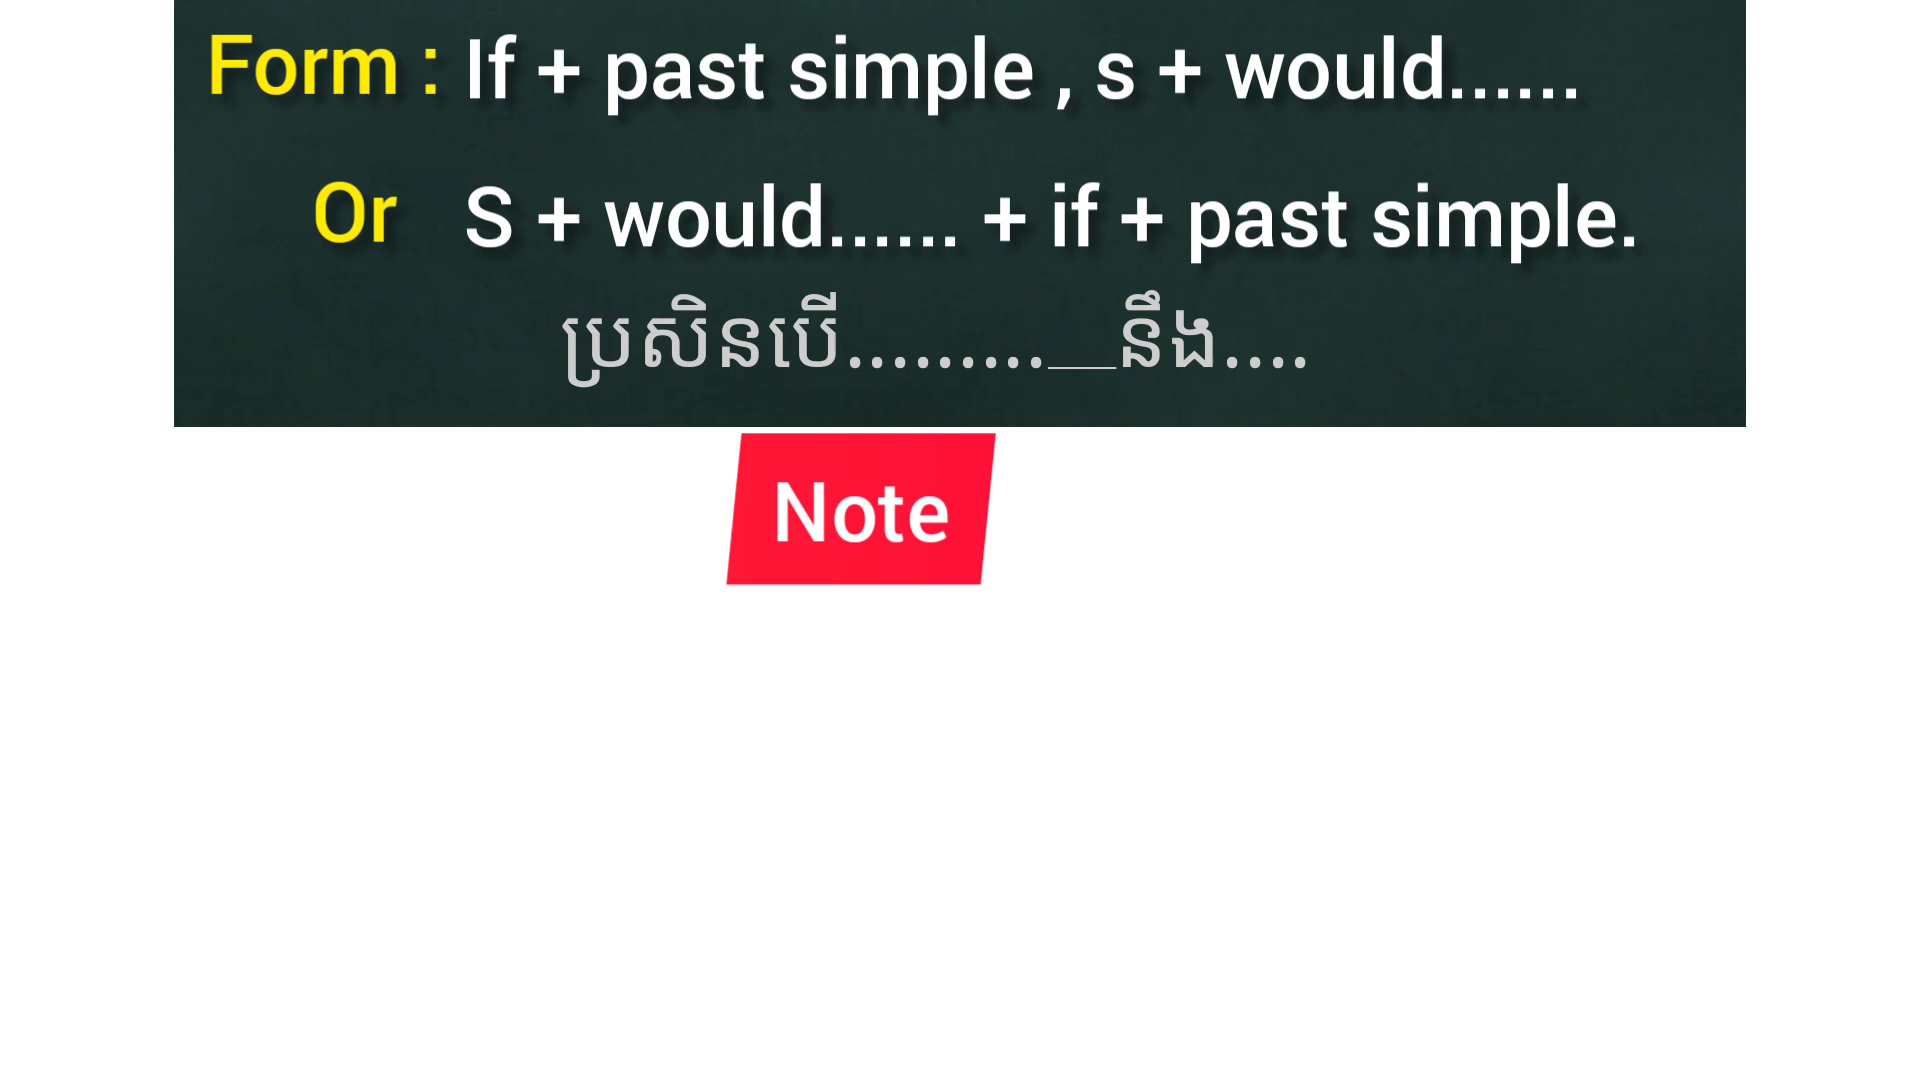 Form : If + past simple , s + would......
Or S + would...... + if + past simple.
ប្រសិនបើ.........__នឹង....
Note